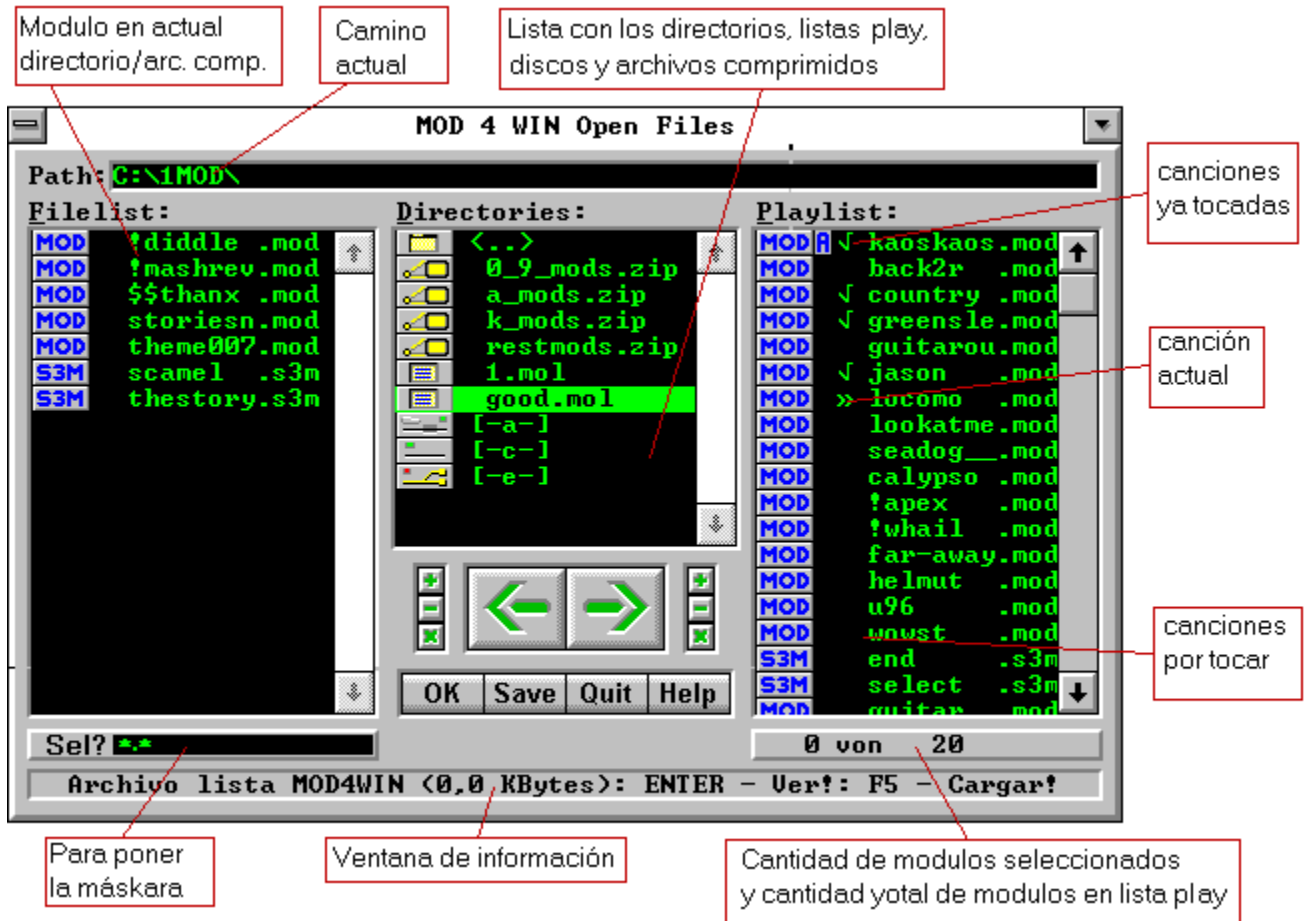 Modulo en actual
directorio/arc. comp.
Camino
actual
Lista con los directorios, listas play,
discos y archivos comprimidos
MOD 4 WIN Open Files
Path: C:\1MOD\
Filelist:
MOD !diddle .mod
MOD !mashrev.mod
MOD $$thanx .mod
MOD storiesn.mod
MOD theme007.mod
S3M scamel .s3m
S3M thestory.s3m
Directories:
<..>
0_9_mods.zip
a_mods.zip
k_mods.zip
restmods.zip
1.mol
good.mol
[-a-]
[-c-]
[-e-]
OK Save Quit Help
Playlist:
MOD A √ kaoskaos.mod
MOD back2r .mod
MOD √ country .mod
MOD √ greensle.mod
MOD guitarou.mod
MOD √ jason .mod
MOD » locomo .mod
MOD lookatme.mod
MOD seadog__.mod
MOD calypso .mod
MOD !apex .mod
MOD !whail .mod
MOD far-away.mod
MOD helmut .mod
MOD u96 .mod
MOD wowst .mod
S3M end .s3m
S3M select .s3m
MOD guitar .mod
canciones
ya tocadas
canción
actual
canciones
por tocar
Sel? *.*
0 von 20
Archivo lista MOD4WIN (0,0 KBytes): ENTER - Ver!: F5 - Cargar!
Para poner
la máskara
Ventana de información
Cantidad de modulos seleccionados
y cantidad yotal de modulos en lista play